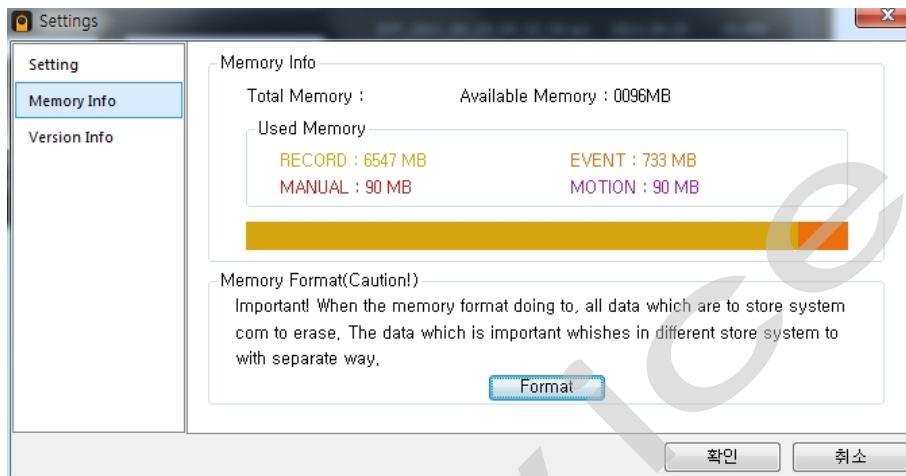 Settings
Setting
Memory Info
Version Info
Memory Info
Total Memory : Available Memory : 0096MB
Used Memory
RECORD : 6547 MB EVENT : 733 MB
MANUAL : 90 MB MOTION : 90 MB
Memory Format(Caution!)
Important! When the memory format doing to, all data which are to store system
com to erase, The data which is important whishes in different store system to
with separate way,
Format
확인 취소